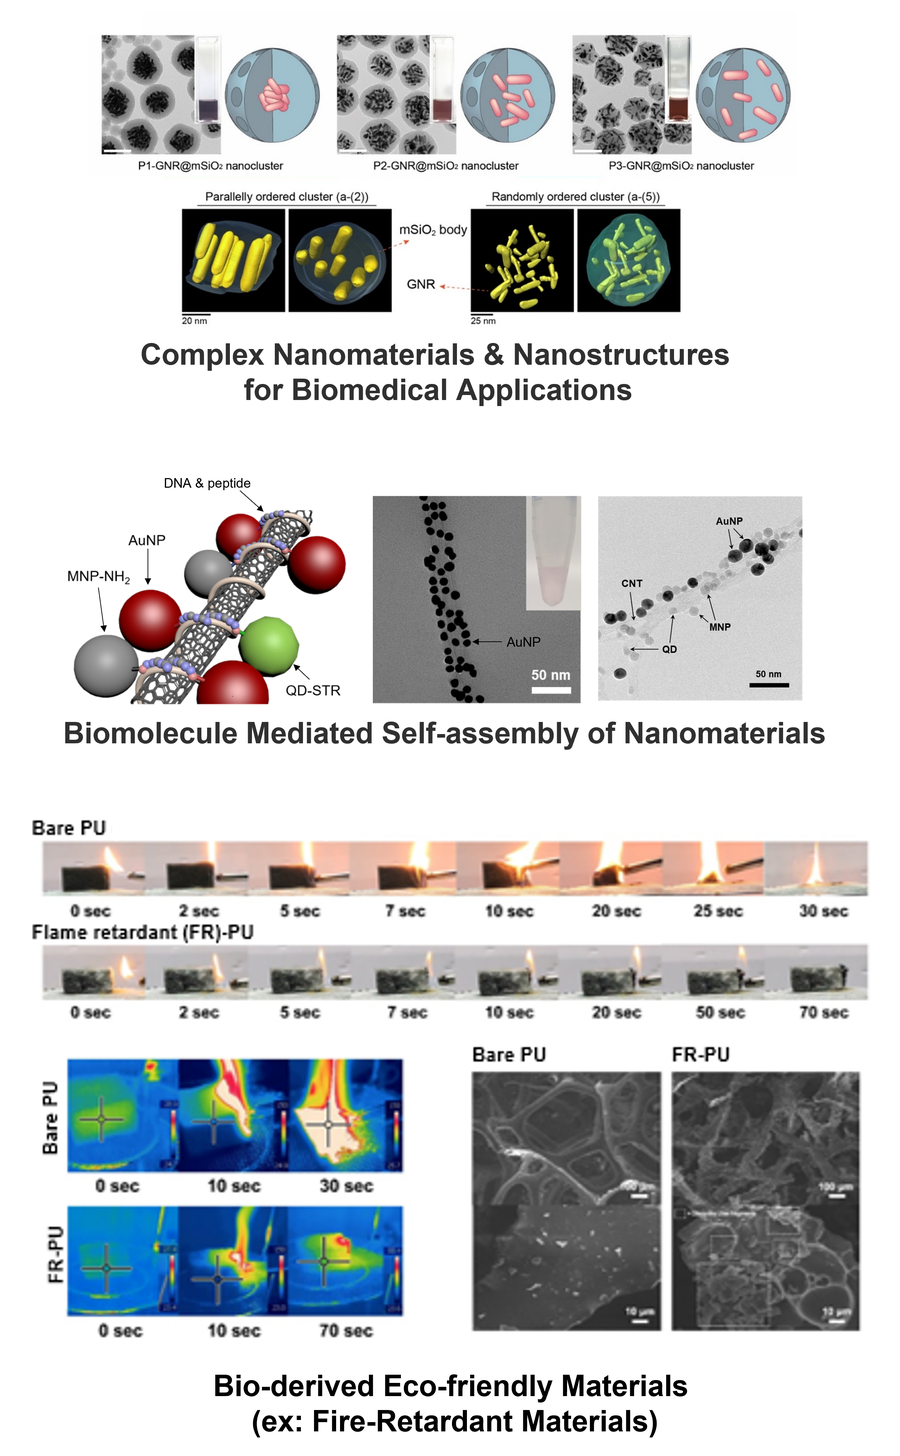 P1-GNR@mSiO₂ nanocluster
P2-GNR@mSiO₂ nanocluster
P3-GNR@mSiO₂ nanocluster
Parallelly ordered cluster (a-(2))
Randomly ordered cluster (a-(5))
mSiO₂ body
GNR
20 nm
25 nm
Complex Nanomaterials & Nanostructures
for Biomedical Applications
DNA & peptide
AuNP
MNP-NH₂
QD-STR
AuNP
50 nm
AuNP
CNT
MNP
QD
50 nm
Biomolecule Mediated Self-assembly of Nanomaterials
Bare PU
0 sec 2 sec 5 sec 7 sec 10 sec 20 sec 25 sec 30 sec
Flame retardant (FR)-PU
0 sec 2 sec 5 sec 7 sec 10 sec 20 sec 50 sec 70 sec
Bare PU
0 sec 10 sec 30 sec
FR-PU
0 sec 10 sec 70 sec
Bare PU FR-PU
100 μm 100 μm
10 μm 10 μm
Bio-derived Eco-friendly Materials
(ex: Fire-Retardant Materials)